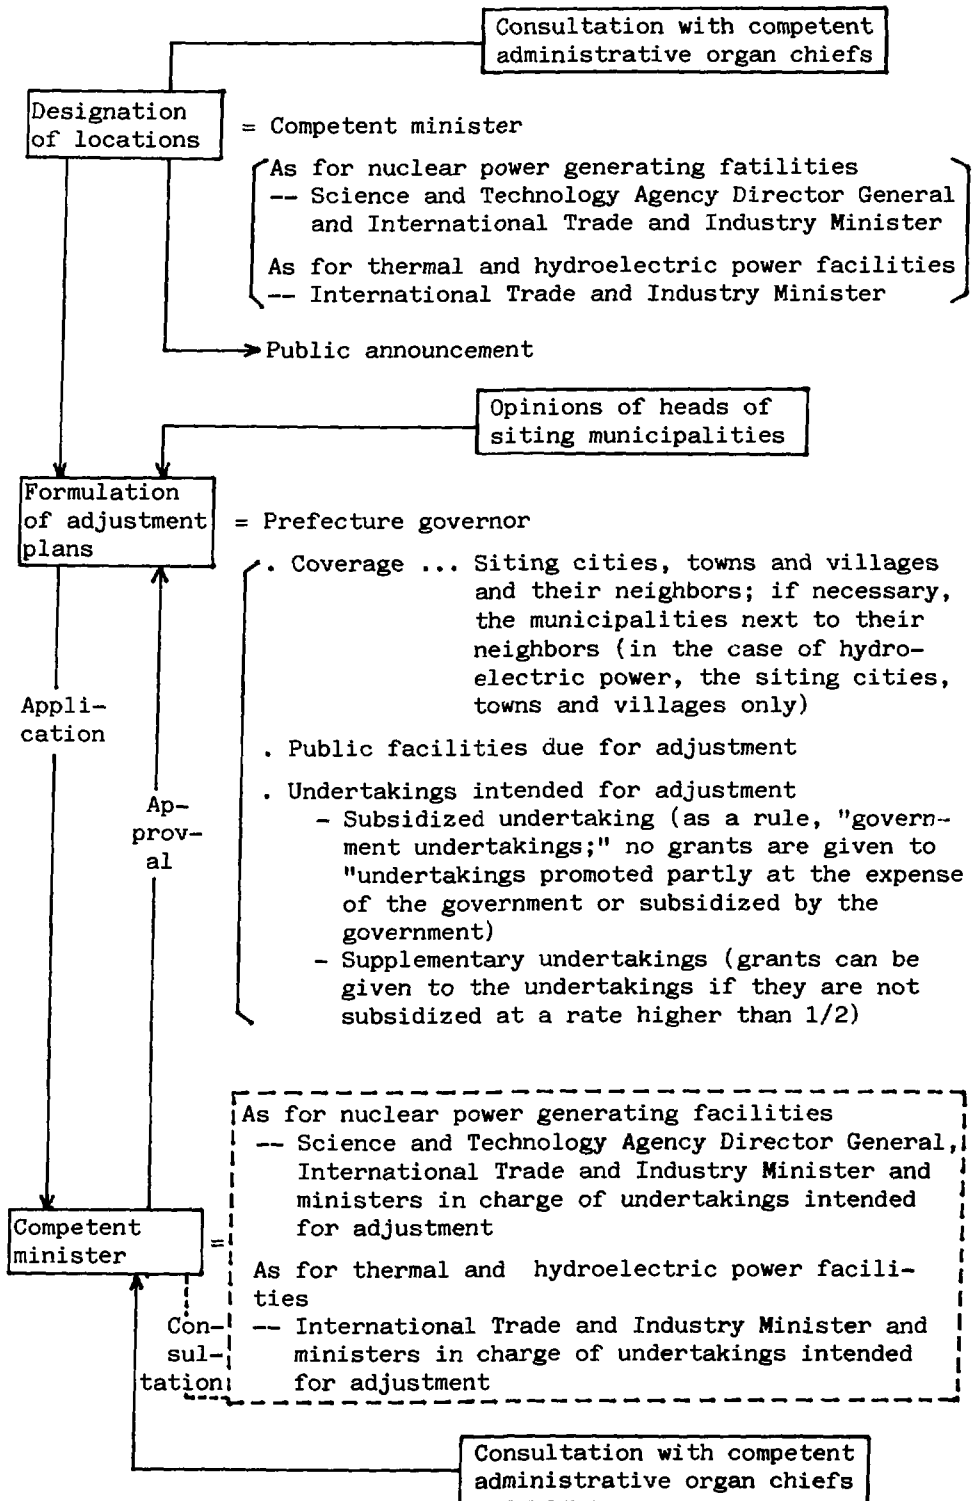 Consultation with competent
administrative organ chiefs
Designation
of locations
= Competent minister
As for nuclear power generating fatilities
-- Science and Technology Agency Director General
and International Trade and Industry Minister
As for thermal and hydroelectric power facilities
-- International Trade and Industry Minister
Public announcement
Opinions of heads of
siting municipalities
Formulation
of adjustment
plans
= Prefecture governor
. Coverage ... Siting cities, towns and villages
and their neighbors; if necessary,
the municipalities next to their
neighbors (in the case of hydro-
electric power, the siting cities,
towns and villages only)
. Public facilities due for adjustment
. Undertakings intended for adjustment
- Subsidized undertaking (as a rule, "govern-
ment undertakings;" no grants are given to
"undertakings promoted partly at the expense
of the government or subsidized by the
government)
- Supplementary undertakings (grants can be
given to the undertakings if they are not
subsidized at a rate higher than 1/2)
Appli-
cation
Ap-
prov-
al
Competent
minister
=
As for nuclear power generating facilities
-- Science and Technology Agency Director General,
International Trade and Industry Minister and
ministers in charge of undertakings intended
for adjustment
As for thermal and hydroelectric power facili-
ties
-- International Trade and Industry Minister and
ministers in charge of undertakings intended
for adjustment
Con-
sul-
tation
Consultation with competent
administrative organ chiefs